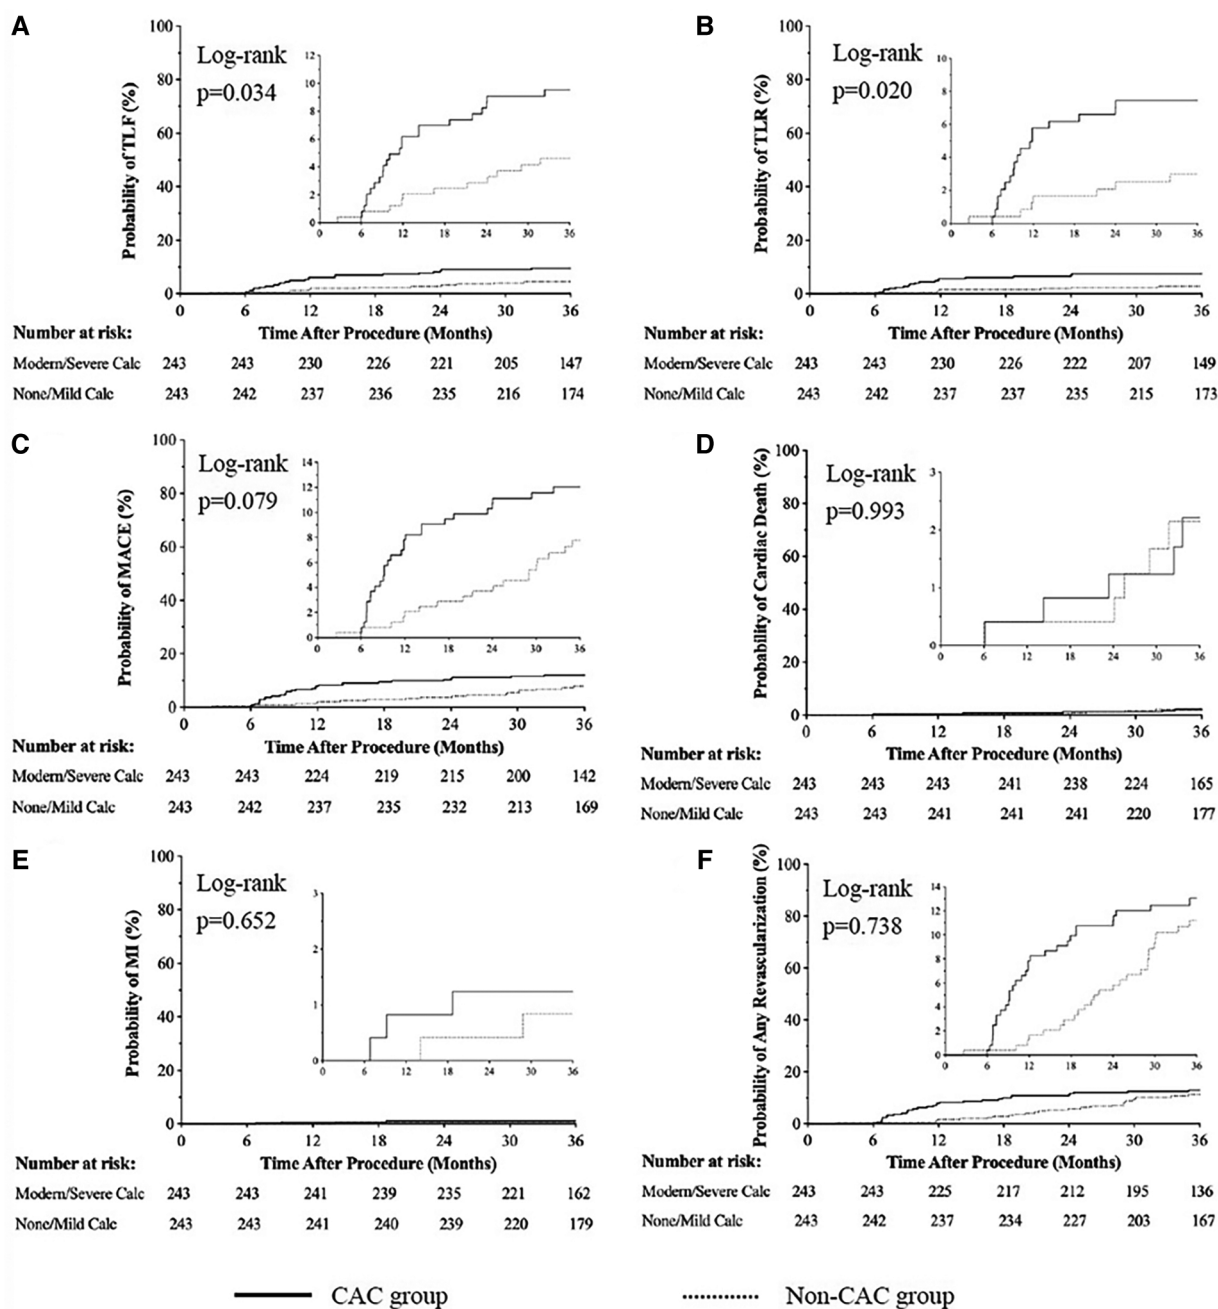 A
Probability of TLF (%)
100
80
60
40
20
0
Log-rank
p=0.034
12
10
8
6
4
2
0
0 6 12 18 24 30 36
0 6 12 18 24 30 36
Number at risk: Time After Procedure (Months)
Modern/Severe Calc 243 243 230 226 221 205 147
None/Mild Calc 243 242 237 236 235 216 174
B
Probability of TLR (%)
100
80
60
40
20
0
Log-rank
p=0.020
10
8
6
4
2
0
0 6 12 18 24 30 36
0 6 12 18 24 30 36
Number at risk: Time After Procedure (Months)
Modern/Severe Calc 243 243 230 226 222 207 149
None/Mild Calc 243 242 237 237 235 215 173
C
Probability of MACE (%)
100
80
60
40
20
0
Log-rank
p=0.079
14
12
10
8
6
4
2
0
0 6 12 18 24 30 36
0 6 12 18 24 30 36
Number at risk: Time After Procedure (Months)
Modern/Severe Calc 243 243 224 219 215 200 142
None/Mild Calc 243 242 237 235 232 213 169
D
Probability of Cardiac Death (%)
100
80
60
40
20
0
Log-rank
p=0.993
3
2
1
0
0 6 12 18 24 30 36
0 6 12 18 24 30 36
Number at risk: Time After Procedure (Months)
Modern/Severe Calc 243 243 243 241 238 224 165
None/Mild Calc 243 243 241 241 241 220 177
E
Probability of MI (%)
100
80
60
40
20
0
Log-rank
p=0.652
3
2
1
0
0 6 12 18 24 30 36
0 6 12 18 24 30 36
Number at risk: Time After Procedure (Months)
Modern/Severe Calc 243 243 241 239 235 221 162
None/Mild Calc 243 243 241 240 239 220 179
F
Probability of Any Revascularization (%)
100
80
60
40
20
0
Log-rank
p=0.738
14
12
10
8
6
4
2
0
0 6 12 18 24 30 36
0 6 12 18 24 30 36
Number at risk: Time After Procedure (Months)
Modern/Severe Calc 243 243 225 217 212 195 136
None/Mild Calc 243 242 237 234 227 203 167
CAC group Non-CAC group